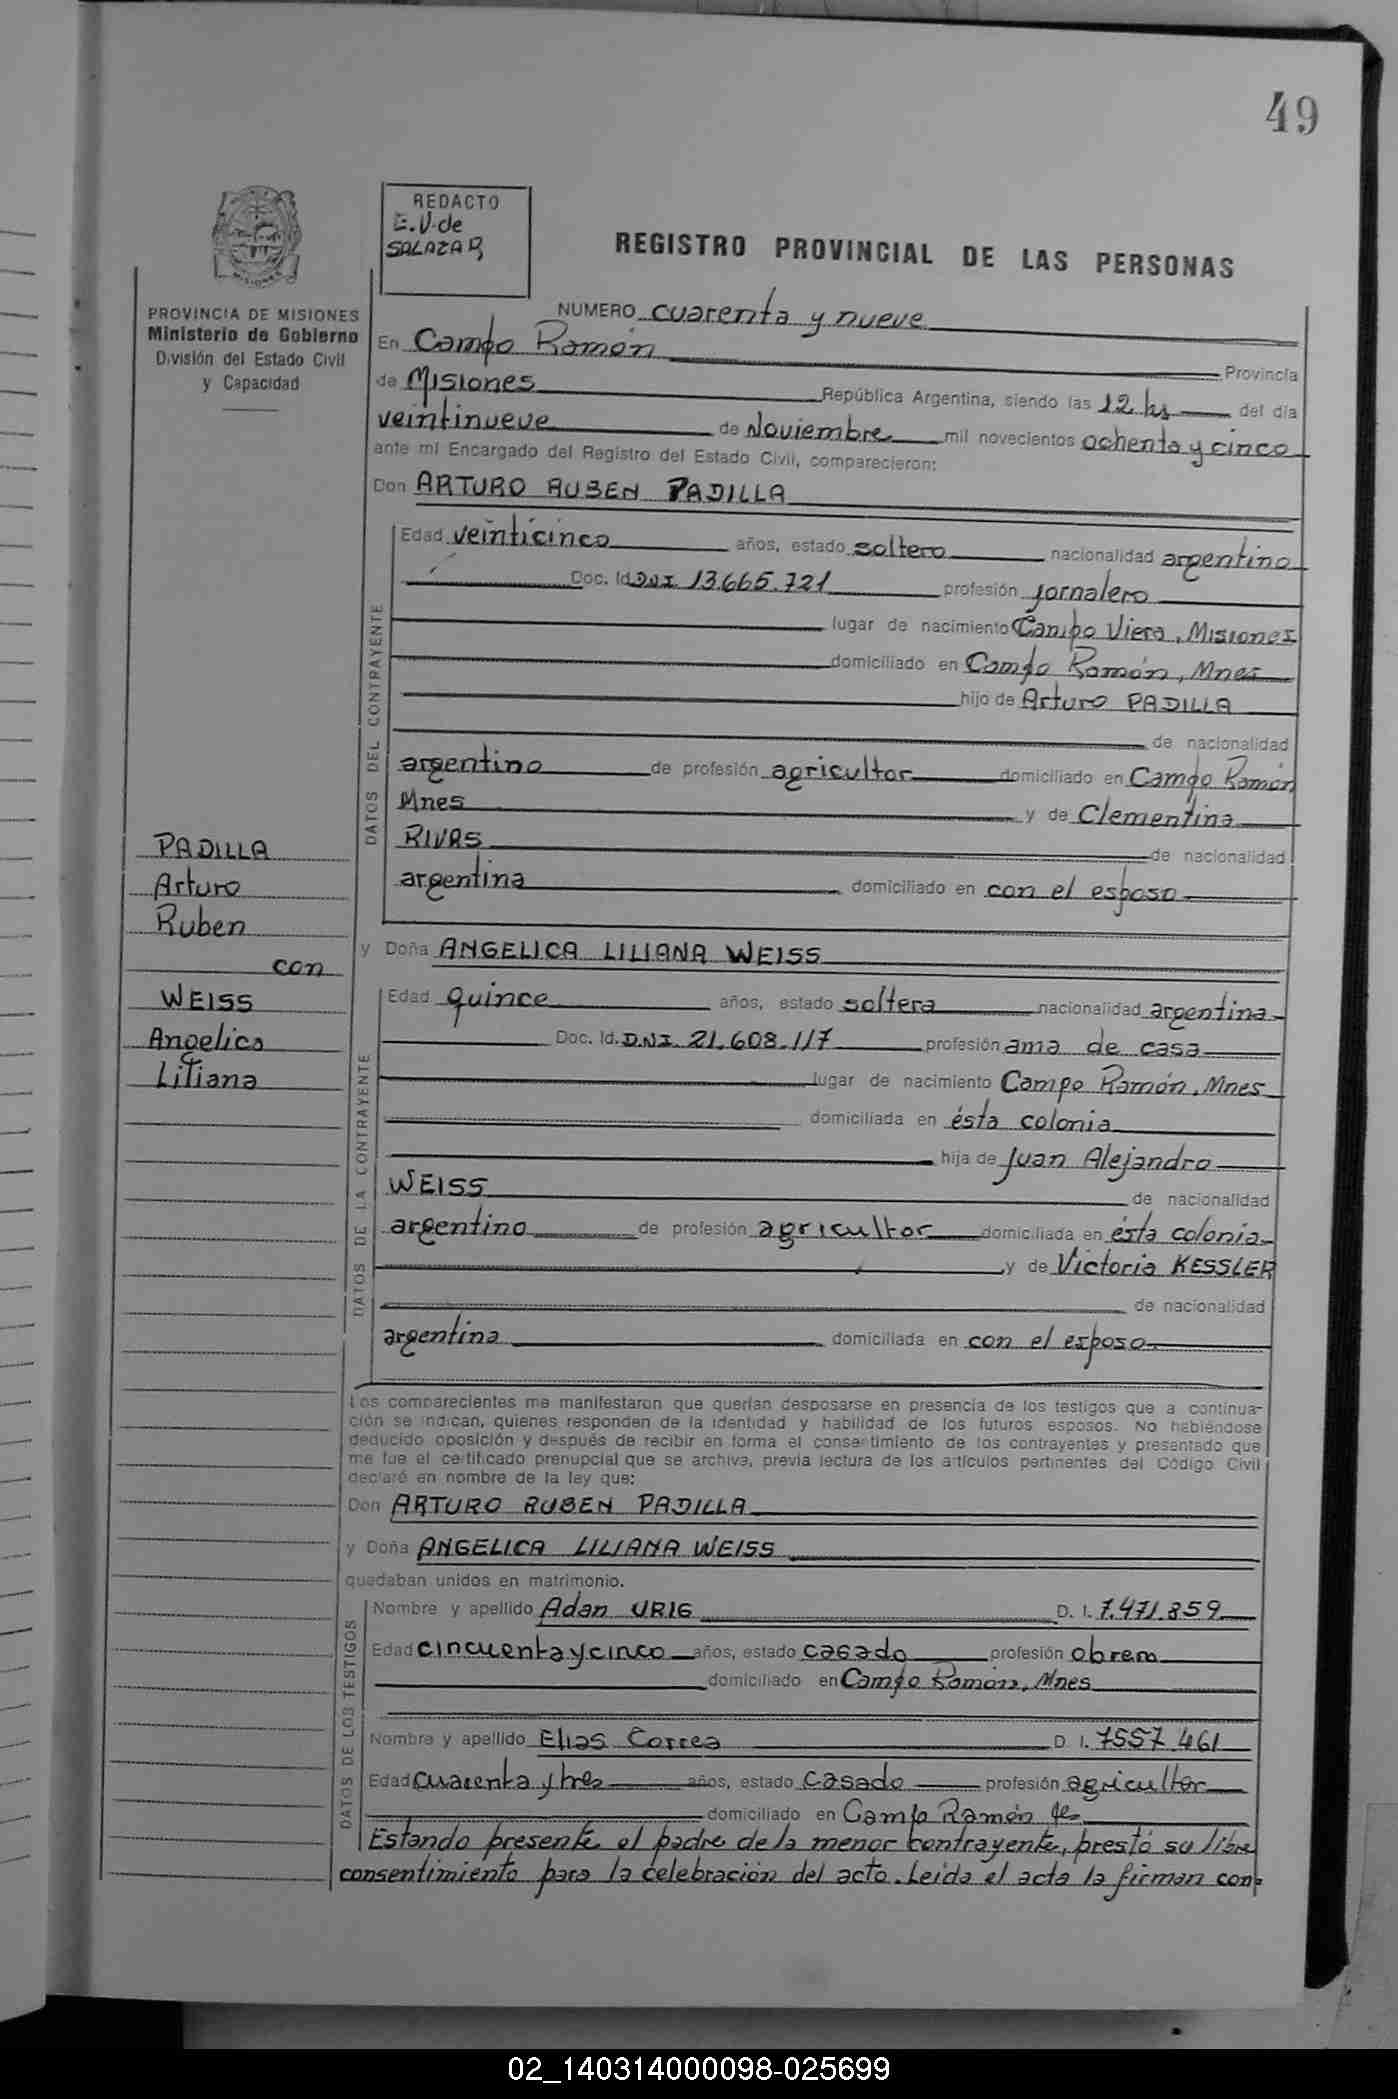 49
REDACTO
E.V. de
SALAZAR
REGISTRO PROVINCIAL DE LAS PERSONAS
PROVINCIA DE MISIONES
Ministerio de Gobierno
División del Estado Civil
y Capacidad
NUMERO cuarenta y nueve
En Campo Ramón Provincia
de Misiones República Argentina, siendo las 12 hs del día
veintinueve de Noviembre mil novecientos ochenta y cinco
ante mi Encargado del Registro del Estado Civil, comparecieron:
Don ARTURO RUBEN PADILLA
DATOS DEL CONTRAYENTE
Edad veinticinco años, estado soltero nacionalidad argentino
Doc. Id. D.N.I. 13.665.721 profesión jornalero
lugar de nacimiento Campo Viera, Misiones
domiciliado en Campo Ramón, Mnes
hijo de Arturo PADILLA
de nacionalidad
argentino de profesión agricultor domiciliado en Campo Ramón
Mnes y de Clementina
RIVAS de nacionalidad
argentina domiciliado en con el esposo
PADILLA
Arturo
Ruben
con
WEISS
Angelica
Liliana
y Doña ANGELICA LILIANA WEISS
DATOS DE LA CONTRAYENTE
Edad quince años, estado soltera nacionalidad argentina
Doc. Id. D.N.I. 21.608.117 profesión ama de casa
lugar de nacimiento Campo Ramón, Mnes
domiciliada en ésta colonia
hija de Juan Alejandro
WEISS de nacionalidad
argentino de profesión agricultor domiciliada en ésta colonia
y de Victoria KESSLER
de nacionalidad
argentina domiciliada en con el esposo
Los comparecientes me manifestaron que querían desposarse en presencia de los testigos que a continua-
ción se indican, quienes responden de la identidad y habilidad de los futuros esposos. No habiéndose
deducido oposición y después de recibir en forma el consentimiento de los contrayentes y presentado que
me fue el certificado prenupcial que se archiva, previa lectura de los artículos pertinentes del Código Civil
declaré en nombre de la ley que:
Don ARTURO RUBEN PADILLA
y Doña ANGELICA LILIANA WEISS
quedaban unidos en matrimonio.
DATOS DE LOS TESTIGOS
Nombre y apellido Adan URIG D. I. 7.471.859
Edad cincuenta y cinco años, estado casado profesión obrero
domiciliado en Campo Ramón, Mnes
Nombre y apellido Elias Correa D. I. 7557.461
Edad cuarenta y tres años, estado casado profesión agricultor
domiciliado en Campo Ramón
Estando presente el padre de la menor contrayente, prestó su libre
consentimiento para la celebración del acto. Leida el acta la firman con-
02_140314000098-025699